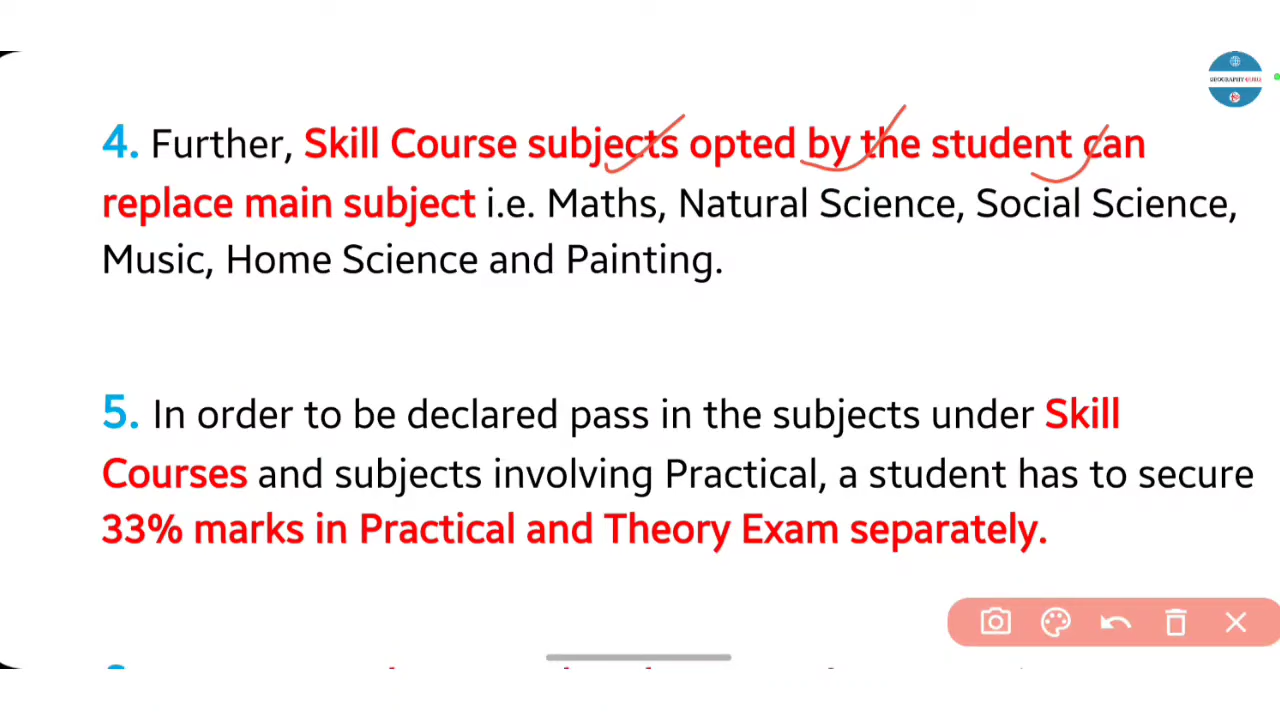 4. Further, Skill Course subjects opted by the student can
replace main subject i.e. Maths, Natural Science, Social Science,
Music, Home Science and Painting.
5. In order to be declared pass in the subjects under Skill
Courses and subjects involving Practical, a student has to secure
33% marks in Practical and Theory Exam separately.